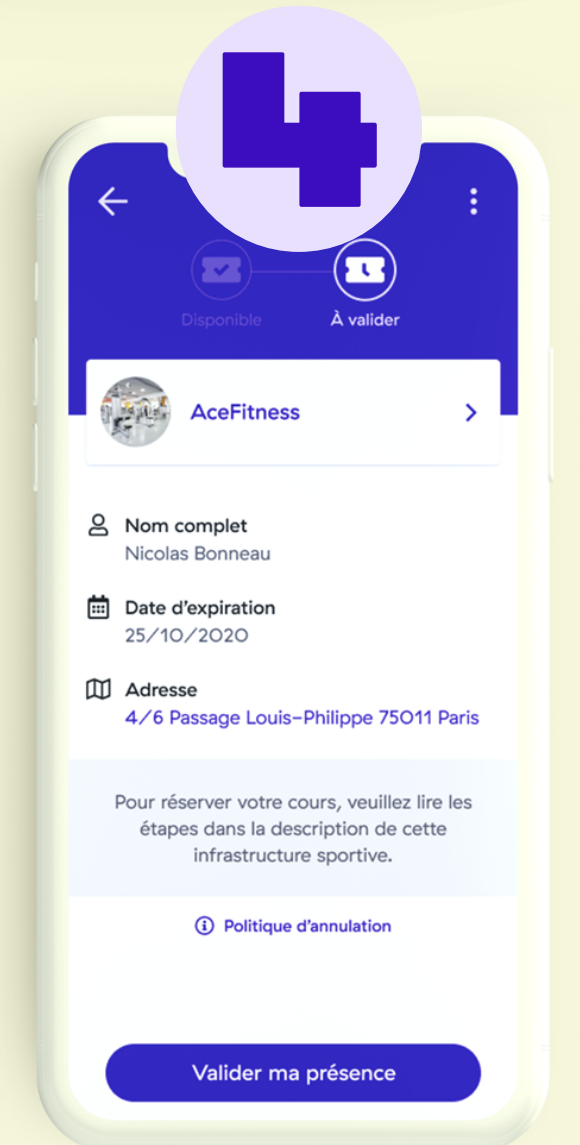 4
Disponible
À valider
AceFitness
Nom complet
Nicolas Bonneau
Date d'expiration
25/10/2020
Adresse
4/6 Passage Louis-Philippe 75011 Paris
Pour réserver votre cours, veuillez lire les
étapes dans la description de cette
infrastructure sportive.
Politique d'annulation
Valider ma présence